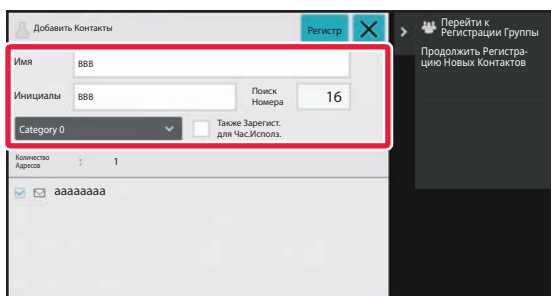 Добавить Контакты
Регистр
Имя
BBB
Инициалы
BBB
Поиск
Номера
16
Category 0
Также Зарегист.
для Час.Исполз.
Количество
Адресов
:
1
aaaaaaaa
Перейти к
Регистрации Группы
Продолжить Регистра-
цию Новых Контактов